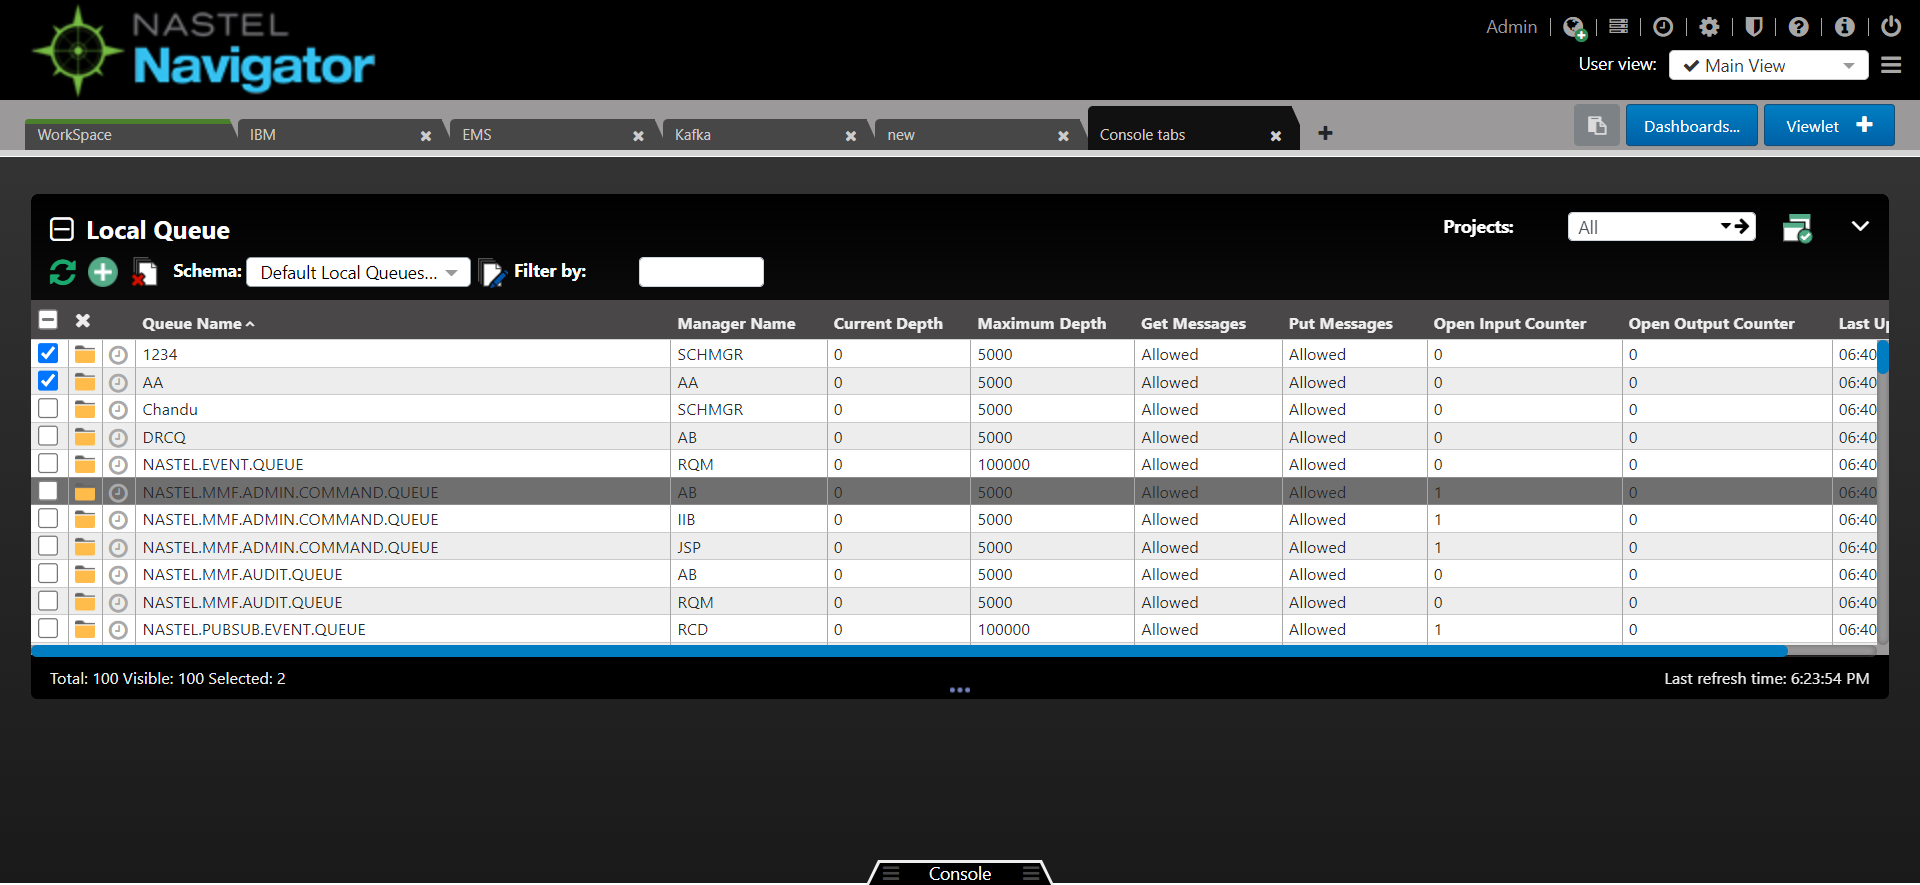 NASTEL
Navigator
Admin
User view: Main View
WorkSpace IBM EMS Kafka new Console tabs
Dashboards... Viewlet
Local Queue
Projects: All
Schema: Default Local Queues... Filter by:
Queue Name Manager Name Current Depth Maximum Depth Get Messages Put Messages Open Input Counter Open Output Counter Last Up
1234 SCHMGR 0 5000 Allowed Allowed 0 0 06:40
AA AA 0 5000 Allowed Allowed 0 0 06:40
Chandu SCHMGR 0 5000 Allowed Allowed 0 0 06:40
DRCQ AB 0 5000 Allowed Allowed 0 0 06:40
NASTEL.EVENT.QUEUE RQM 0 100000 Allowed Allowed 0 0 06:40
NASTEL.MMF.ADMIN.COMMAND.QUEUE AB 0 5000 Allowed Allowed 1 0 06:40
NASTEL.MMF.ADMIN.COMMAND.QUEUE IIB 0 5000 Allowed Allowed 1 0 06:40
NASTEL.MMF.ADMIN.COMMAND.QUEUE JSP 0 5000 Allowed Allowed 1 0 06:40
NASTEL.MMF.AUDIT.QUEUE AB 0 5000 Allowed Allowed 0 0 06:40
NASTEL.MMF.AUDIT.QUEUE RQM 0 5000 Allowed Allowed 0 0 06:40
NASTEL.PUBSUB.EVENT.QUEUE RCD 0 100000 Allowed Allowed 1 0 06:40
Total: 100 Visible: 100 Selected: 2 Last refresh time: 6:23:54 PM
Console